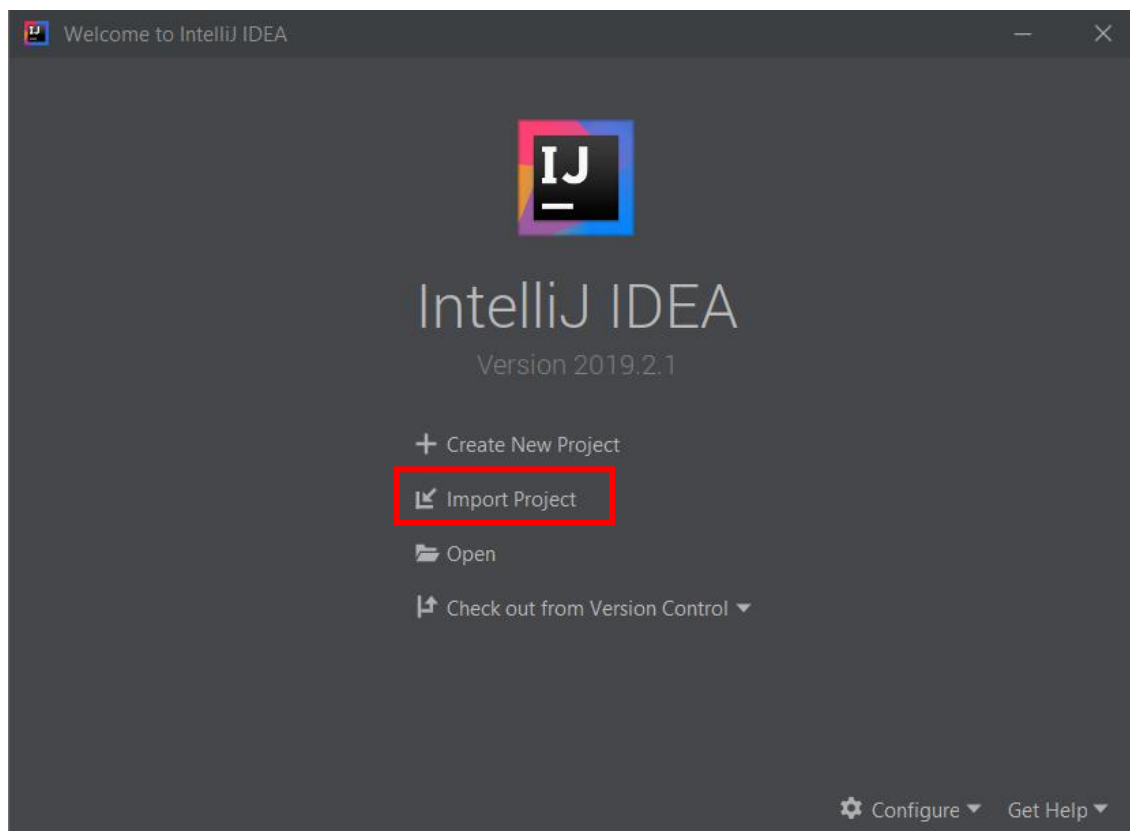 Welcome to IntelliJ IDEA
IJ
IntelliJ IDEA
Version 2019.2.1
Create New Project
Import Project
Open
Check out from Version Control
Configure Get Help